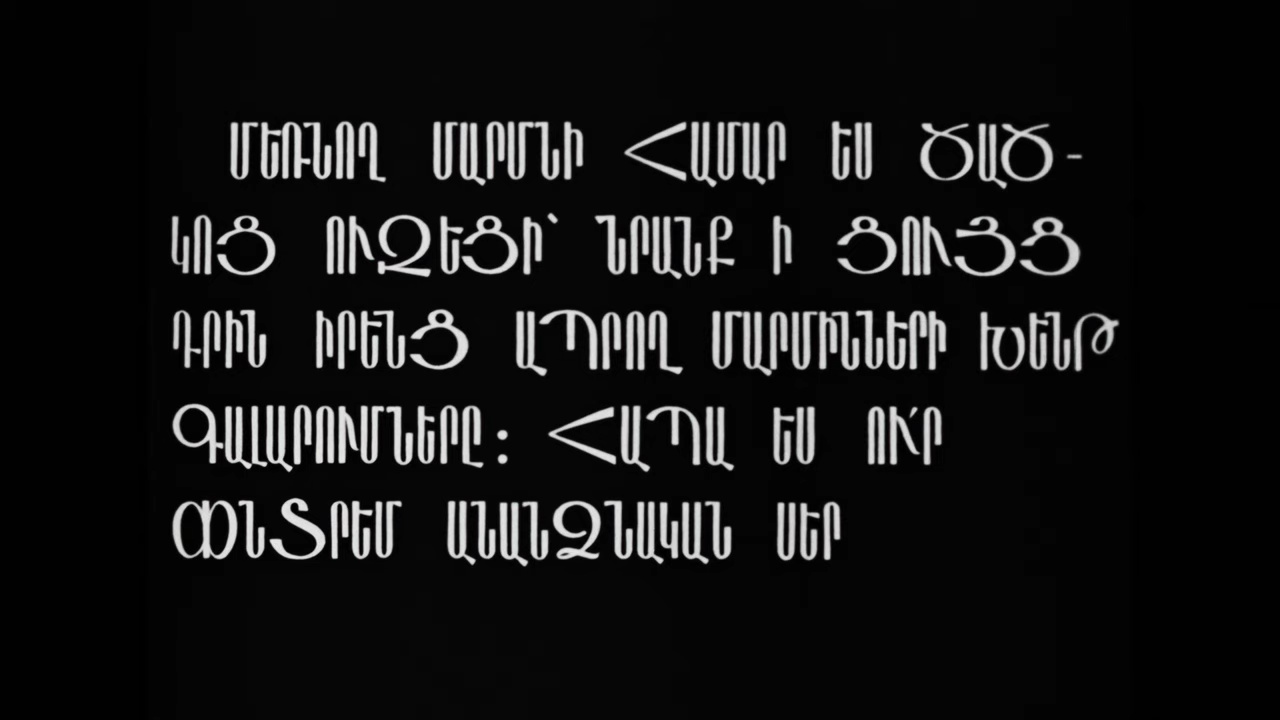 ՄԵՌՆՈՂ ՄԱՐՄՆԻ ՀԱՄԱՐ ԵՍ ԾԱԾ-
ԿՈՑ ՈՒԶԵՑԻ՝ ՆՐԱՆՔ Ի ՑՈՒՅՑ
ԴՐԻՆ ԻՐԵՆՑ ԱՊՐՈՂ ՄԱՐՄԻՆՆԵՐԻ ԽԵՆԹ
ԳԱԼԱՐՈՒՄՆԵՐԸ։ ՀԱՊԱ ԵՍ ՈՒ՛Ր
ՓՆՏՐԵՄ ԱՆԱՆՁՆԱԿԱՆ ՍԵՐ